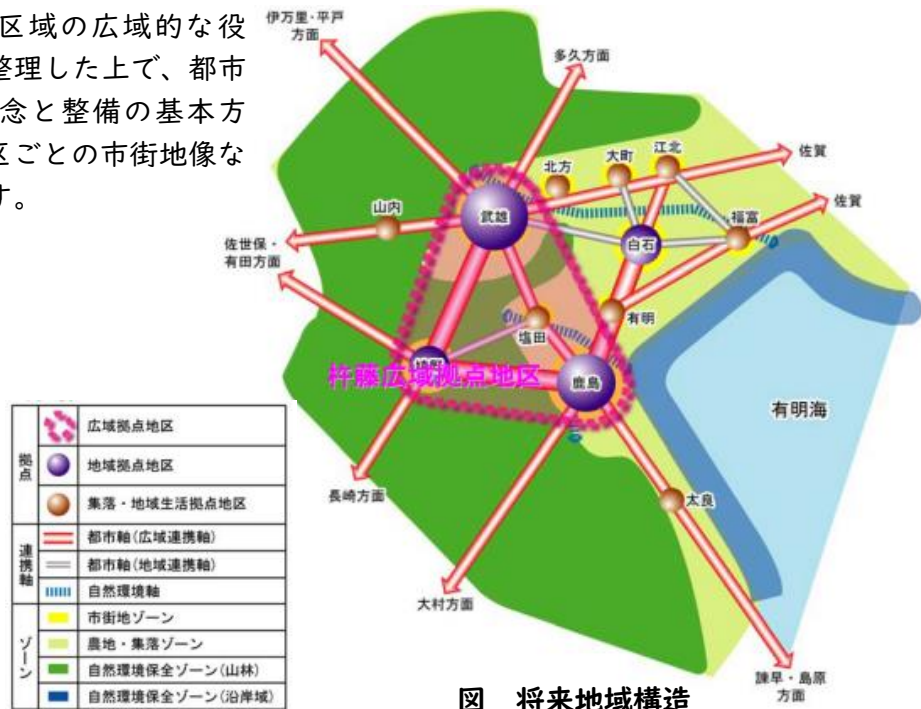 区域の広域的な役
整理した上で、都市
念と整備の基本方
区ごとの市街地像な
す。
伊万里・平戸
方面
多久方面
北方
大町
江北
佐賀
佐賀
武雄
山内
白石
福富
佐世保・
有田方面
有明
塩田
杵藤広域拠点地区
鹿島
有明海
長崎方面
太良
大村方面
諫早・島原
方面
拠点
広域拠点地区
地域拠点地区
集落・地域生活拠点地区
連携軸
都市軸(広域連携軸)
都市軸(地域連携軸)
自然環境軸
ゾーン
市街地ゾーン
農地・集落ゾーン
自然環境保全ゾーン(山林)
自然環境保全ゾーン(沿岸域)
図 将来地域構造